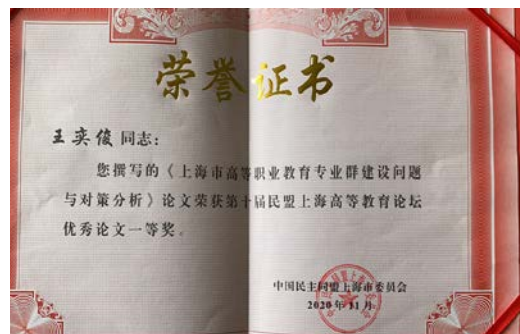 荣誉证书
王奕俊同志：
您撰写的《上海市高等职业教育专业群建设问题
与对策分析》论文荣获第十届民盟上海高等教育论坛
优秀论文一等奖。
中国民主同盟上海市委员会
2020年11月